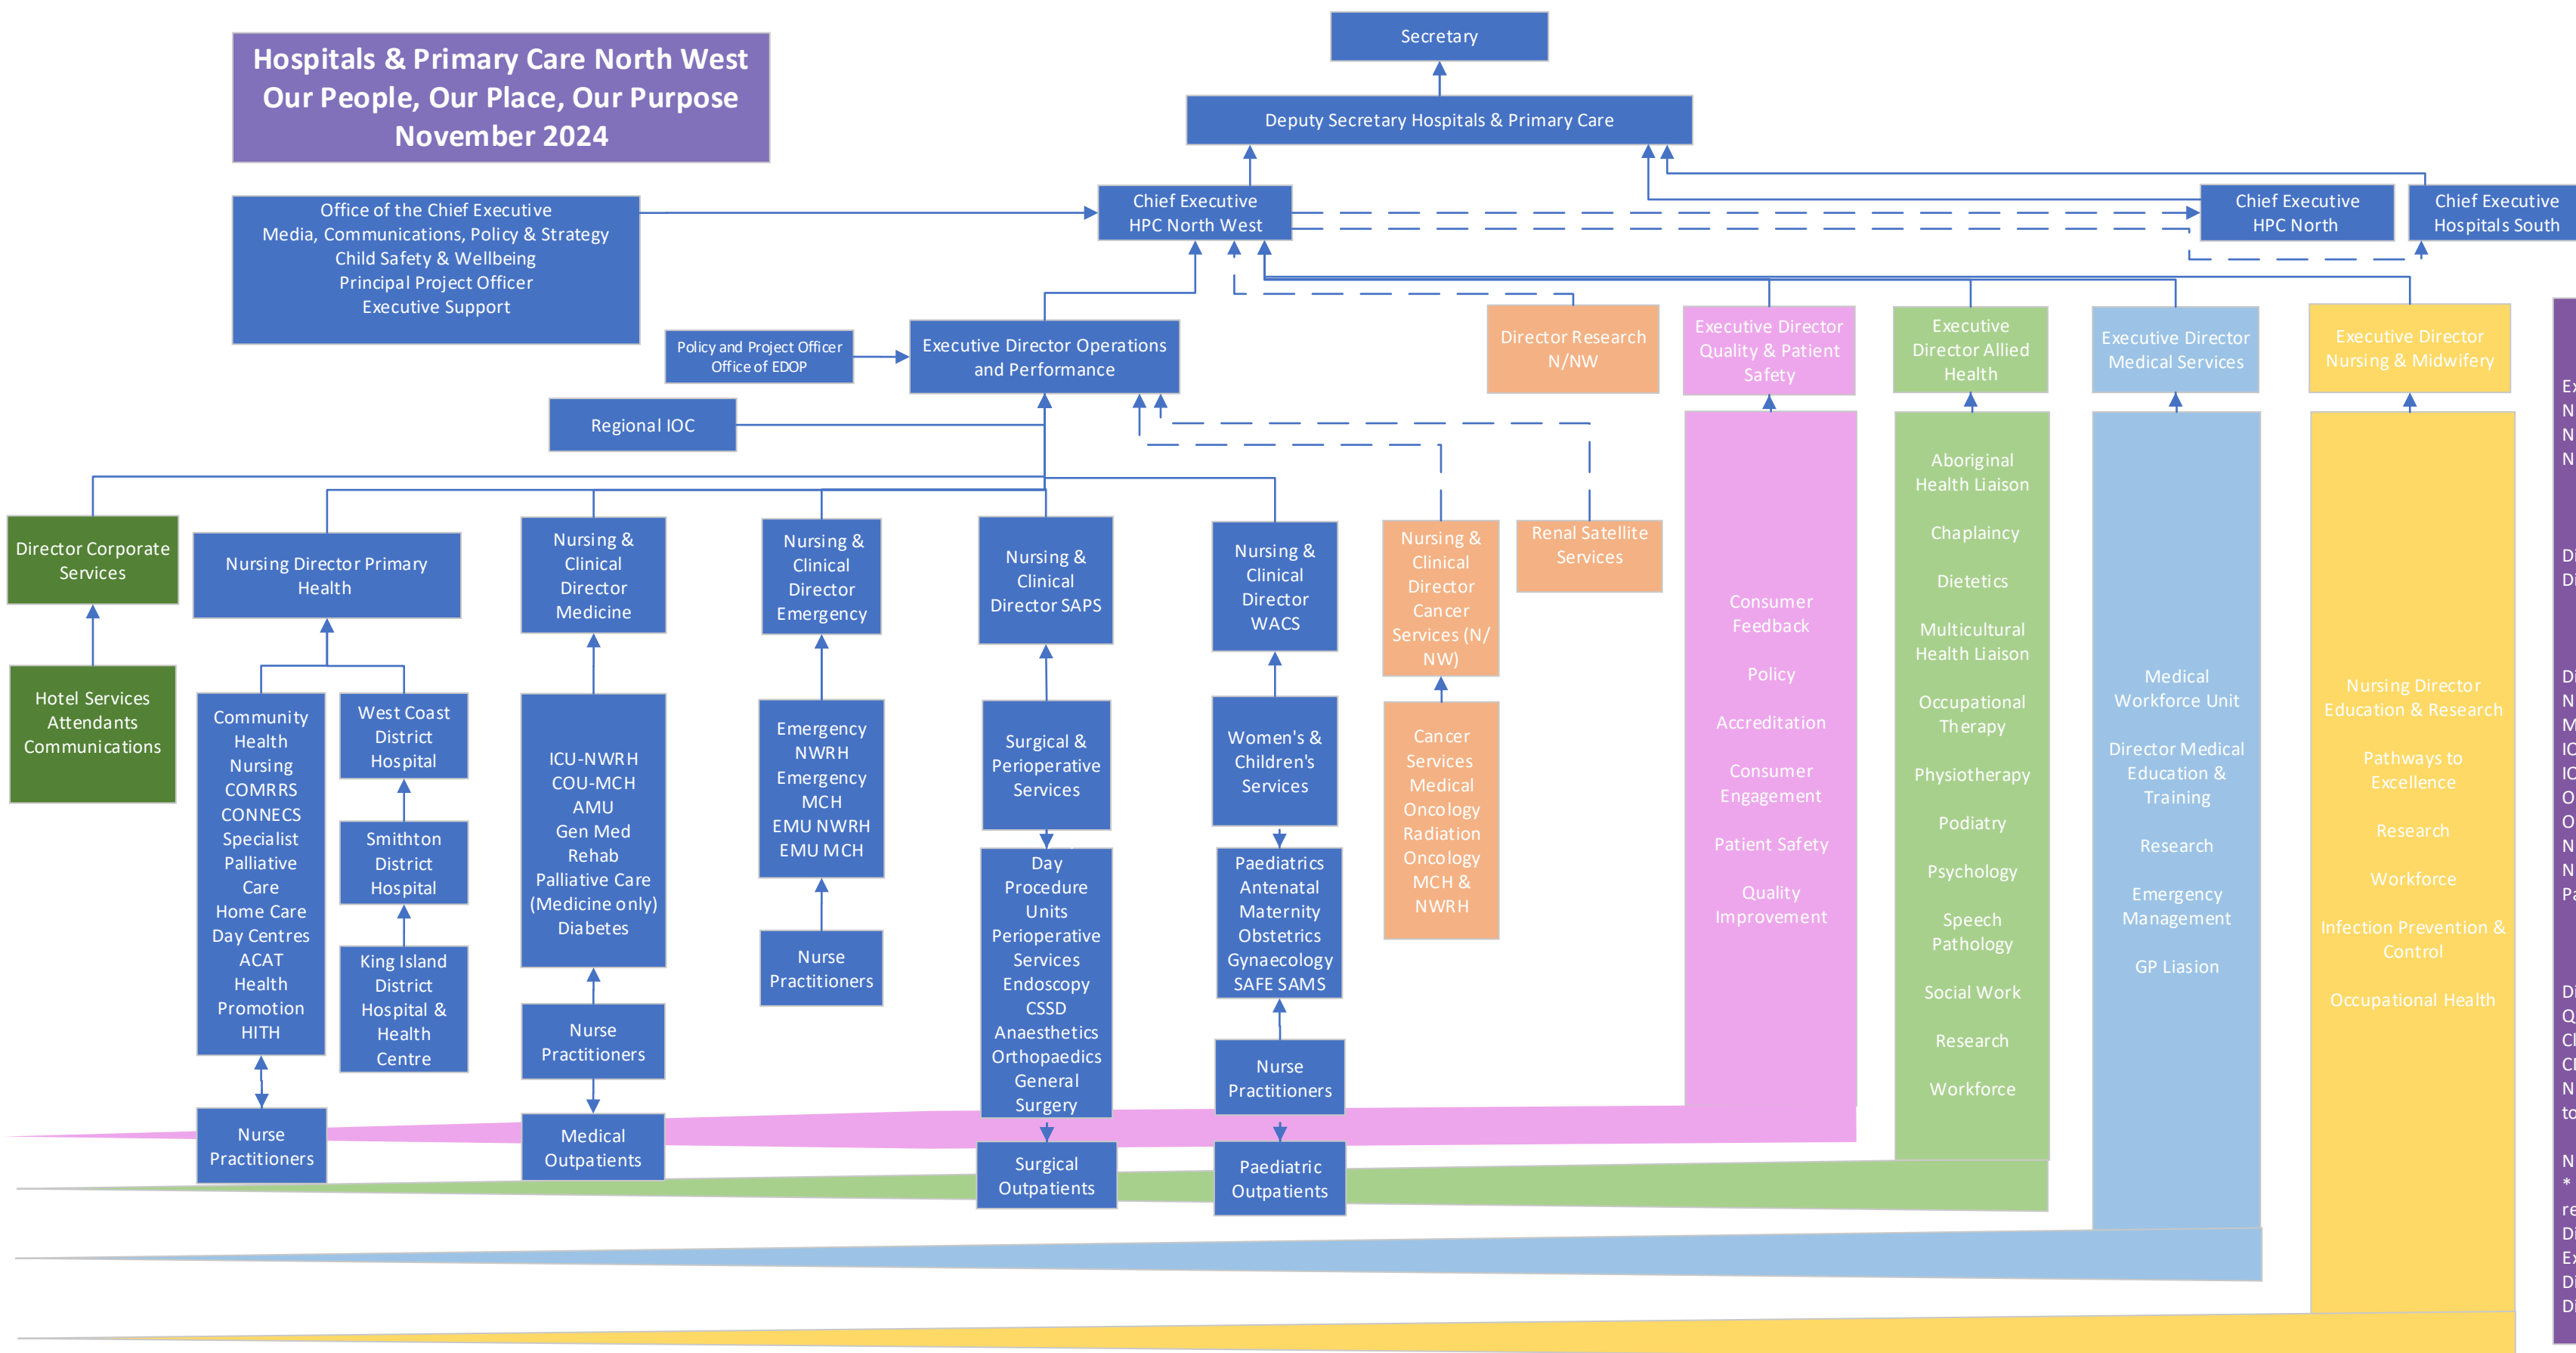 Hospitals & Primary Care North West
Our People, Our Place, Our Purpose
November 2024
Secretary
Deputy Secretary Hospitals & Primary Care
Office of the Chief Executive
Media, Communications, Policy & Strategy
Child Safety & Wellbeing
Principal Project Officer
Executive Support
Chief Executive
HPC North West
Chief Executive
HPC North
Chief Executive
Hospitals South
Policy and Project Officer
Office of EDOP
Executive Director Operations
and Performance
Regional IOC
Director Research
N/NW
Executive Director
Quality & Patient
Safety
Executive
Director Allied
Health
Executive Director
Medical Services
Executive Director
Nursing & Midwifery
Director Corporate
Services
Hotel Services
Attendants
Communications
Nursing Director Primary
Health
Community
Health
Nursing
COMRRS
CONNECS
Specialist
Palliative
Care
Home Care
Day Centres
ACAT
Health
Promotion
HITH
Nurse
Practitioners
West Coast
District
Hospital
Smithton
District
Hospital
King Island
District
Hospital &
Health
Centre
Nursing &
Clinical
Director
Medicine
ICU-NWRH
COU-MCH
AMU
Gen Med
Rehab
Palliative Care
(Medicine only)
Diabetes
Nurse
Practitioners
Medical
Outpatients
Nursing &
Clinical
Director
Emergency
Emergency
NWRH
Emergency
MCH
EMU NWRH
EMU MCH
Nurse
Practitioners
Nursing &
Clinical
Director SAPS
Surgical &
Perioperative
Services
Day
Procedure
Units
Perioperative
Services
Endoscopy
CSSD
Anaesthetics
Orthopaedics
General
Surgery
Surgical
Outpatients
Nursing &
Clinical
Director
WACS
Women's &
Children's
Services
Paediatrics
Antenatal
Maternity
Obstetrics
Gynaecology
SAFE SAMS
Nurse
Practitioners
Paediatric
Outpatients
Nursing &
Clinical
Director
Cancer
Services (N/
NW)
Cancer
Services
Medical
Oncology
Radiation
Oncology
MCH &
NWRH
Renal Satellite
Services
Consumer
Feedback
Policy
Accreditation
Consumer
Engagement
Patient Safety
Quality
Improvement
Aboriginal
Health Liaison
Chaplaincy
Dietetics
Multicultural
Health Liaison
Occupational
Therapy
Physiotherapy
Podiatry
Psychology
Speech
Pathology
Social Work
Research
Workforce
Medical
Workforce Unit
Director Medical
Education &
Training
Research
Emergency
Management
GP Liasion
Nursing Director
Education & Research
Pathways to
Excellence
Research
Workforce
Infection Prevention &
Control
Occupational Health